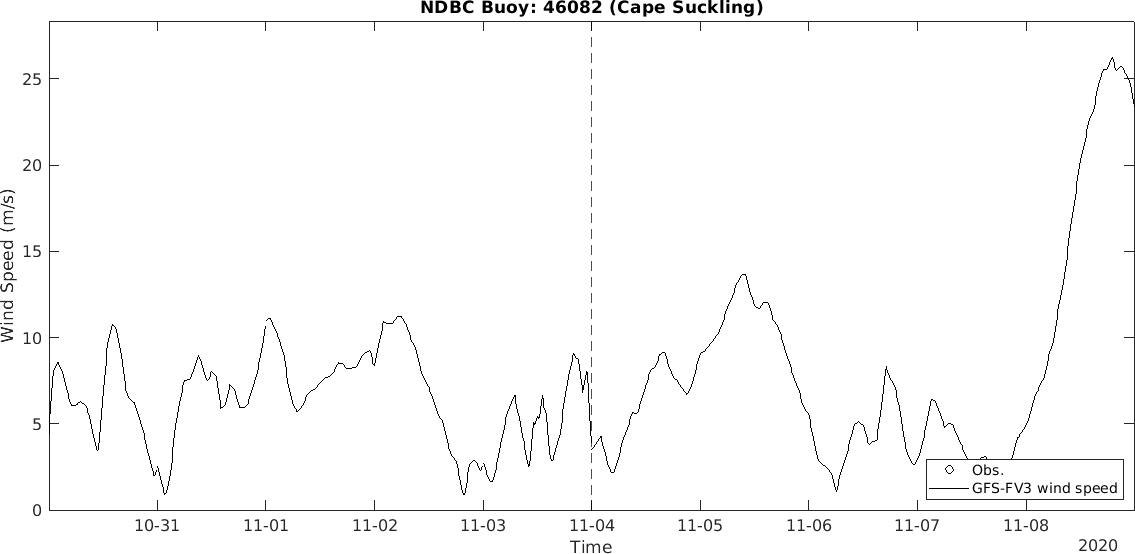 NDBC Buoy: 46082 (Cape Suckling)
Wind Speed (m/s)
25
20
15
10
5
0
Obs.
GFS-FV3 wind speed
10-31 11-01 11-02 11-03 11-04 11-05 11-06 11-07 11-08
Time
2020